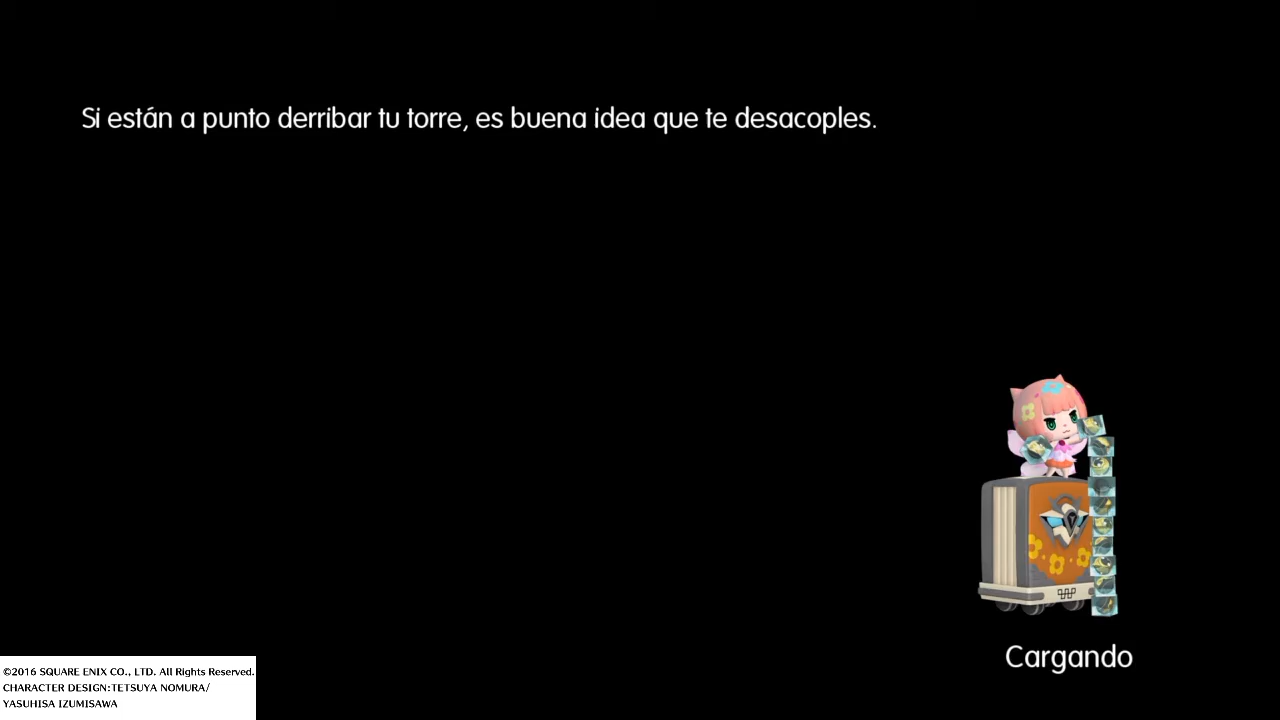 Si están a punto derribar tu torre, es buena idea que te desacoples.
Cargando
©2016 SQUARE ENIX CO., LTD. All Rights Reserved.
CHARACTER DESIGN:TETSUYA NOMURA/
YASUHISA IZUMISAWA